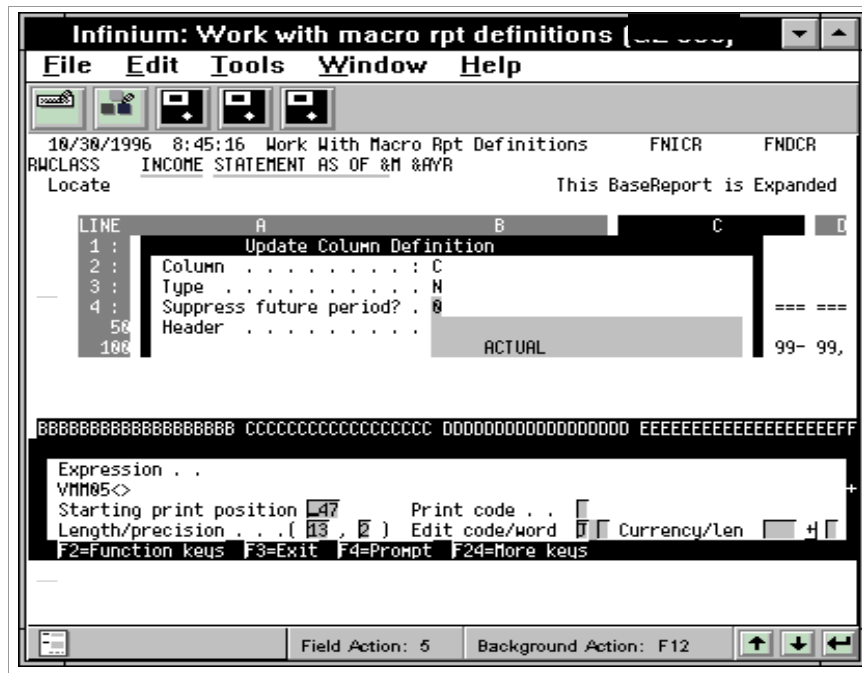 Infinium: Work with macro rpt definitions (
File Edit Tools Window Help
10/30/1996 8:45:16 Work With Macro Rpt Definitions FNICR FNDCR
RWCLASS INCOME STATEMENT AS OF &M &AYR
Locate This BaseReport is Expanded
LINE A B C D
1 : Update Column Definition
2 : Column . . . . . . . . . : C
3 : Type . . . . . . . . . . N
4 : Suppress future period? . 0 === ===
50 Header . . . . . . . . .
100 ACTUAL 99- 99,
BBBBBBBBBBBBBBBBBBBB CCCCCCCCCCCCCCCCCCC DDDDDDDDDDDDDDDDDDD EEEEEEEEEEEEEEEEEEEEEFF
Expression . .
VMM05<> +
Starting print position 47 Print code . .
Length/precision . . .( 13 , 2 ) Edit code/word J Currency/len +
F2=Function keys F3=Exit F4=Prompt F24=More keys
Field Action: 5 Background Action: F12